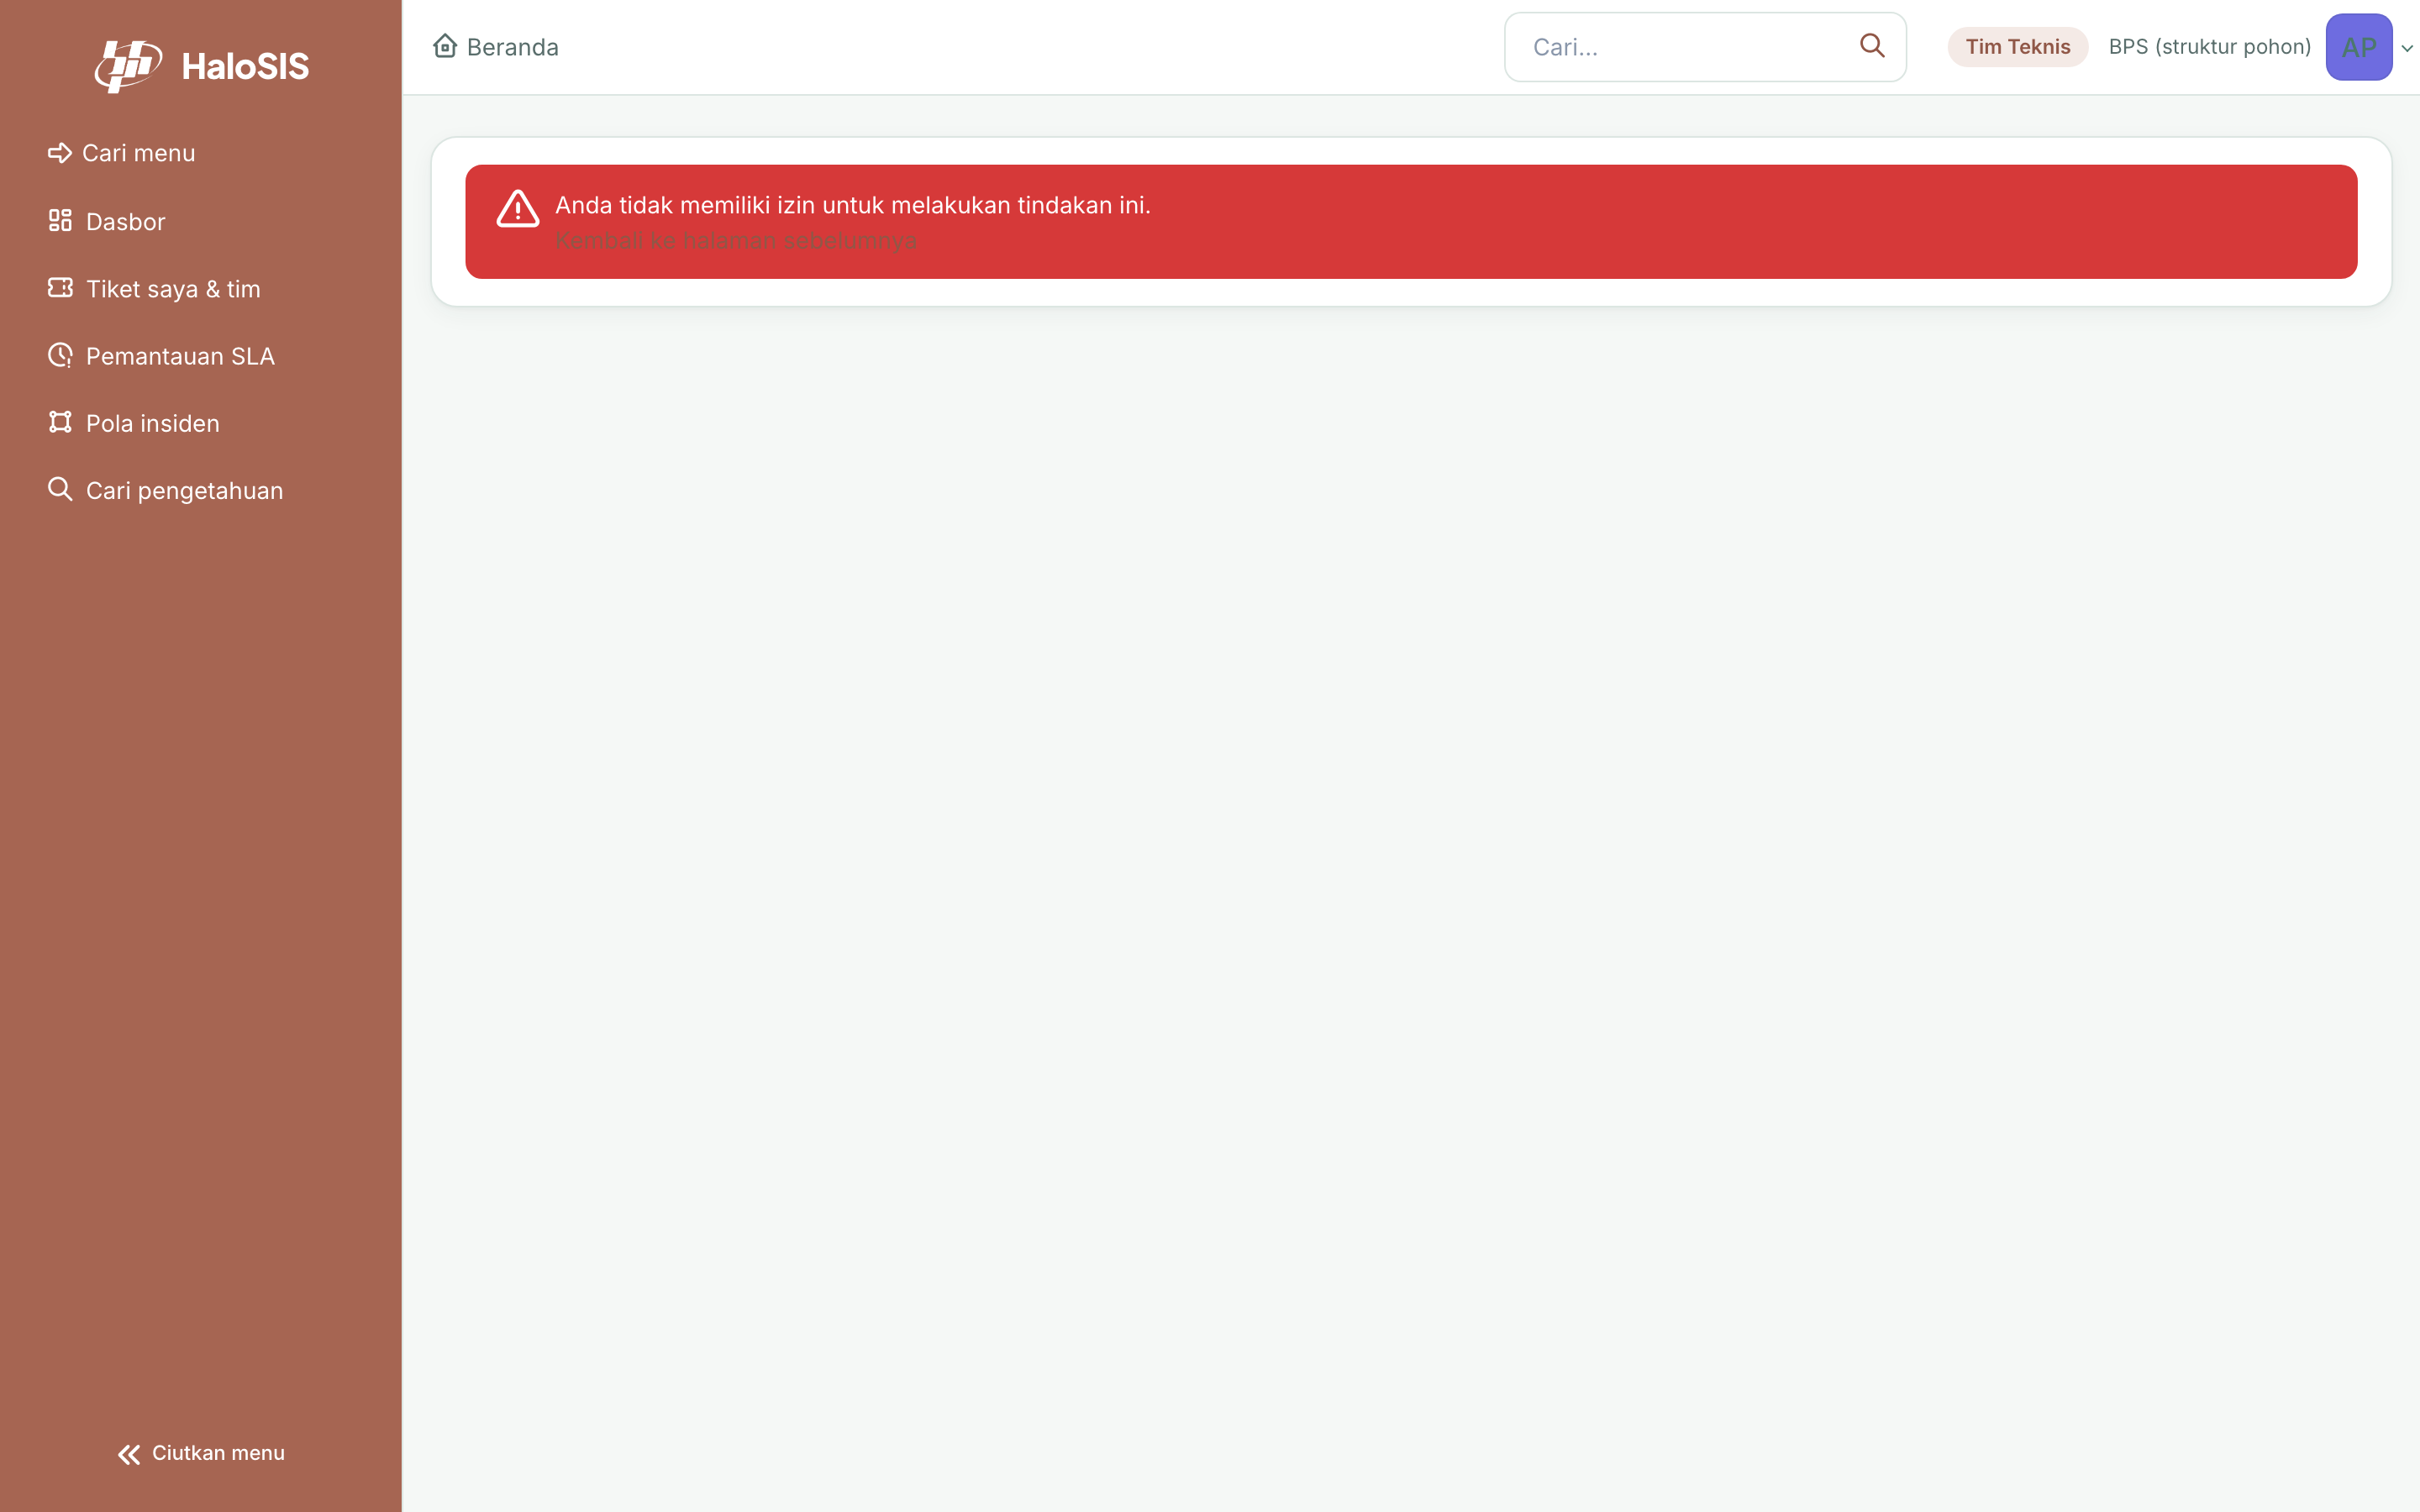 HaloSIS
Cari menu
Dasbor
Tiket saya & tim
Pemantauan SLA
Pola insiden
Cari pengetahuan
Ciutkan menu
Beranda
Cari...
Tim Teknis
BPS (struktur pohon)
AP
Anda tidak memiliki izin untuk melakukan tindakan ini.
Kembali ke halaman sebelumnya